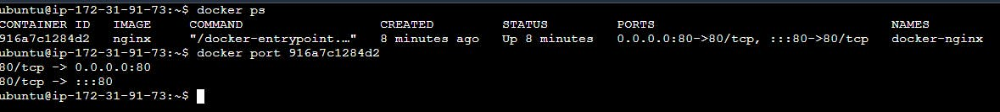 ubuntu@ip-172-31-91-73:~$ docker ps
CONTAINER ID   IMAGE     COMMAND                  CREATED         STATUS         PORTS                               NAMES
916a7c1284d2   nginx     "/docker-entrypoint.…"   8 minutes ago   Up 8 minutes   0.0.0.0:80->80/tcp, :::80->80/tcp   docker-nginx
ubuntu@ip-172-31-91-73:~$ docker port 916a7c1284d2
80/tcp -> 0.0.0.0:80
80/tcp -> :::80
ubuntu@ip-172-31-91-73:~$